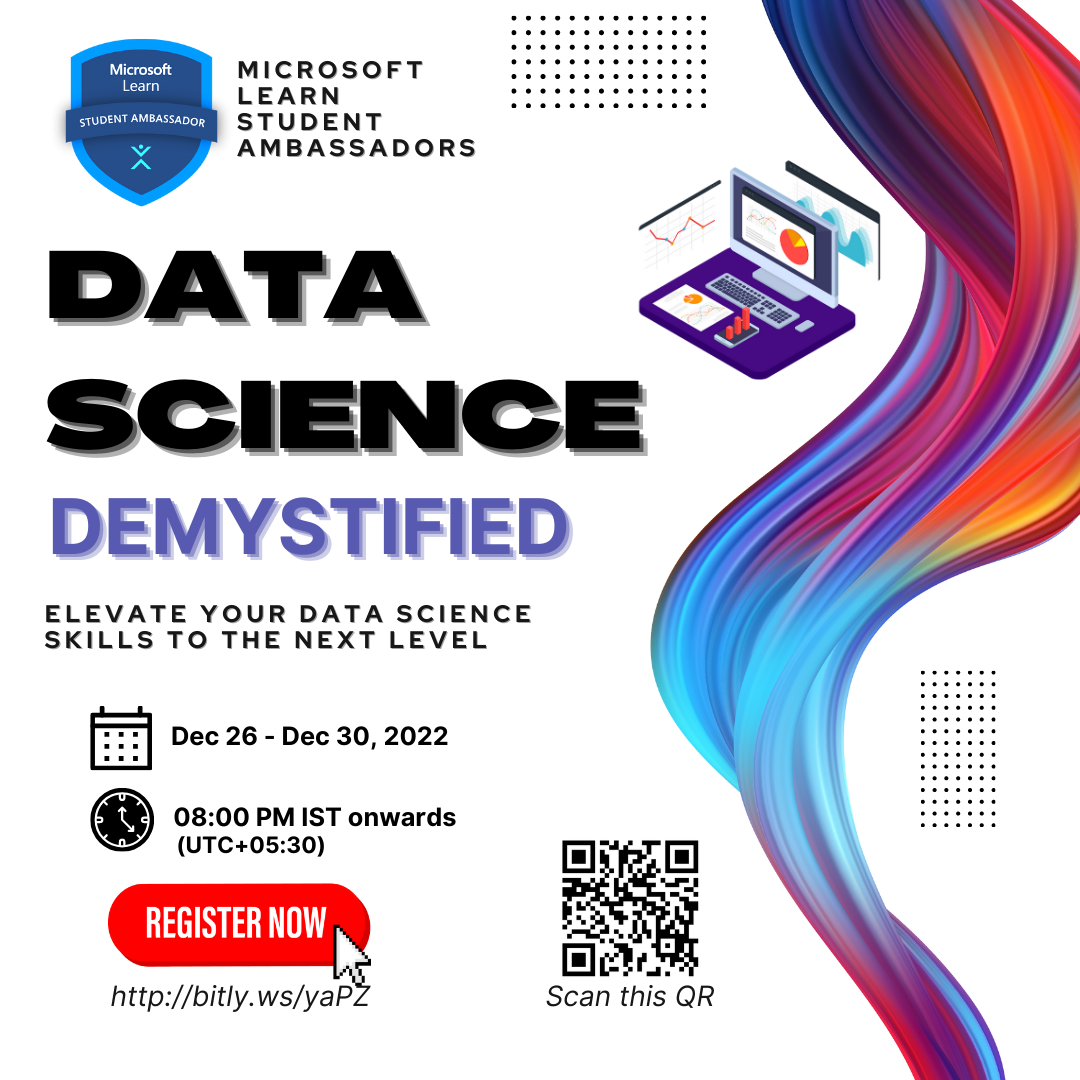 Microsoft
Learn
STUDENT AMBASSADOR
MICROSOFT
LEARN
STUDENT
AMBASSADORS
DATA
SCIENCE
DEMYSTIFIED
ELEVATE YOUR DATA SCIENCE
SKILLS TO THE NEXT LEVEL
Dec 26 - Dec 30, 2022
08:00 PM IST onwards
(UTC+05:30)
REGISTER NOW
http://bitly.ws/yaPZ
Scan this QR